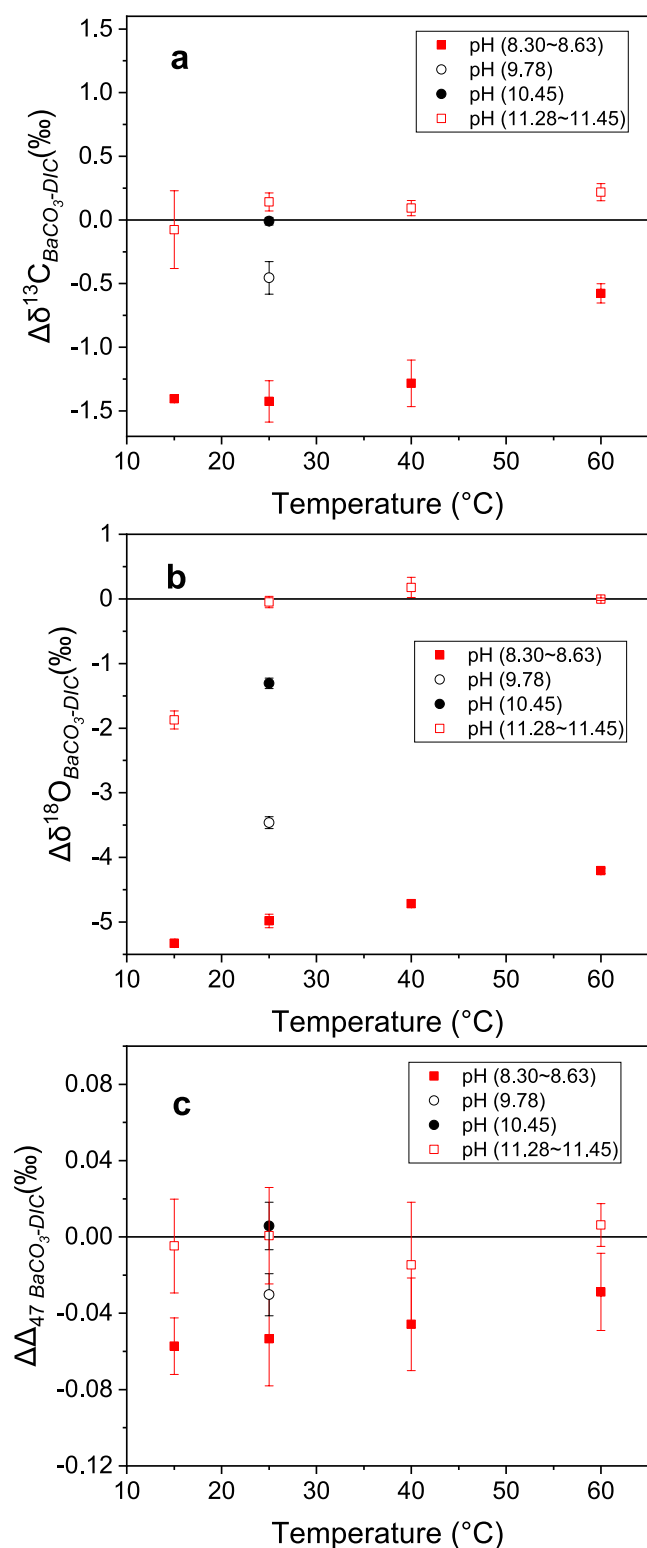 a
pH (8.30~8.63)
pH (9.78)
pH (10.45)
pH (11.28~11.45)
1.5
1.0
0.5
0.0
-0.5
-1.0
-1.5
Δδ¹³C BaCO₃-DIC(‰)
10 20 30 40 50 60
Temperature (°C)
b
pH (8.30~8.63)
pH (9.78)
pH (10.45)
pH (11.28~11.45)
1
0
-1
-2
-3
-4
-5
Δδ¹⁸O BaCO₃-DIC(‰)
10 20 30 40 50 60
Temperature (°C)
c
pH (8.30~8.63)
pH (9.78)
pH (10.45)
pH (11.28~11.45)
0.08
0.04
0.00
-0.04
-0.08
-0.12
ΔΔ₄₇ BaCO₃-DIC(‰)
10 20 30 40 50 60
Temperature (°C)